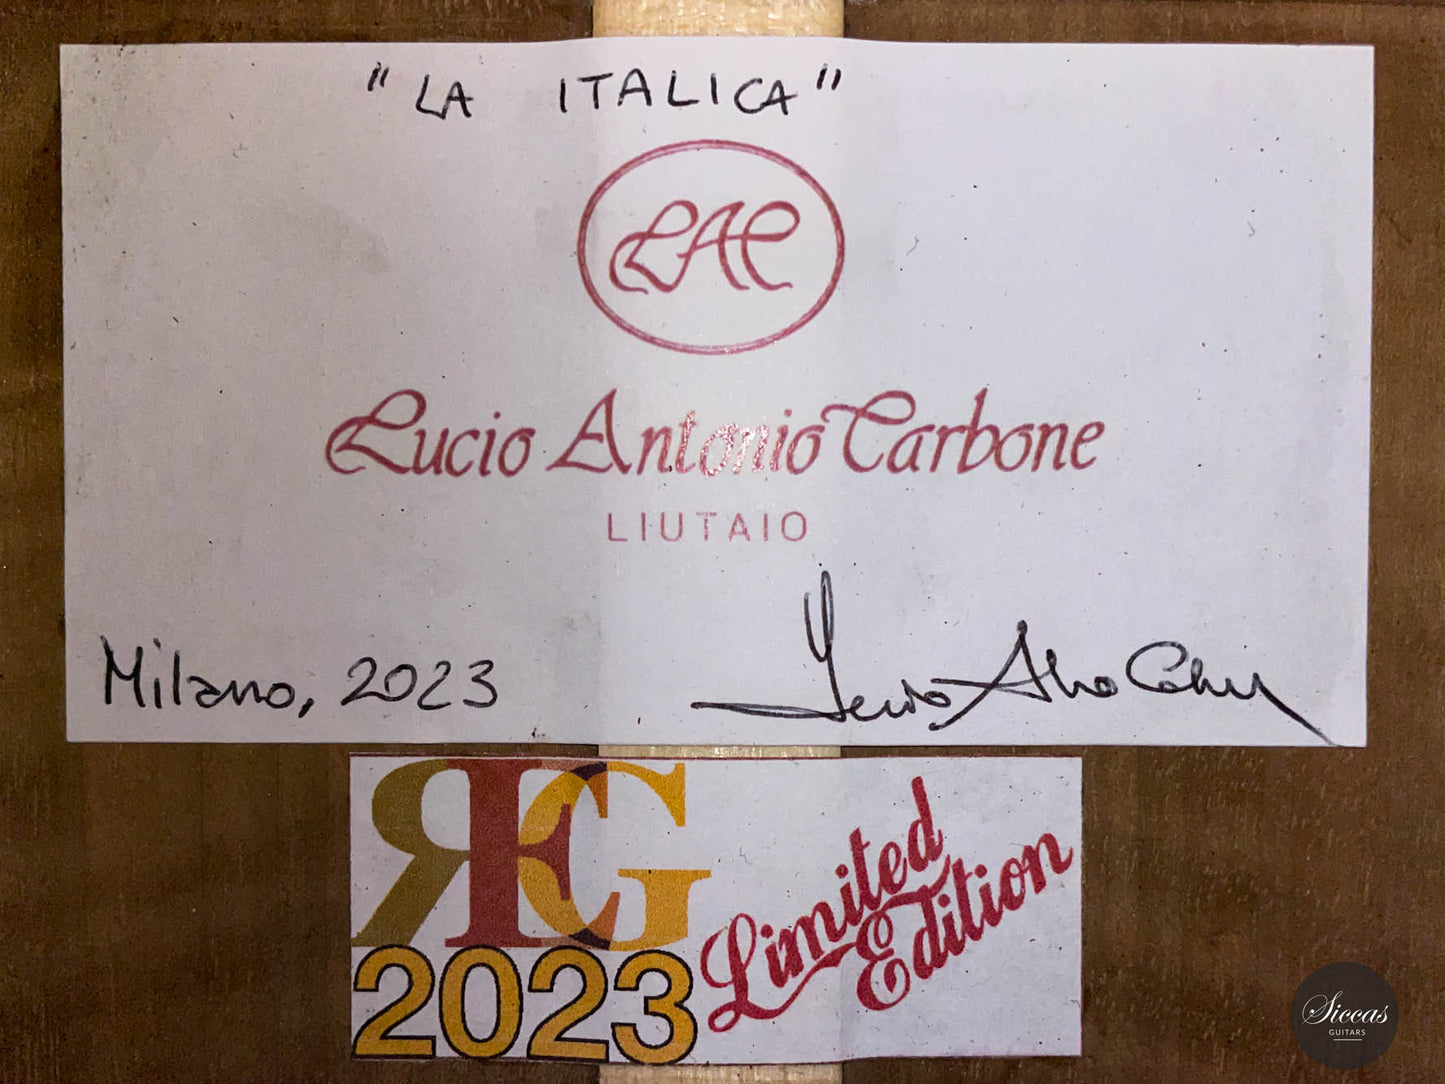 "LA ITALICA"
LAC
Lucio Antonio Carbone
LIUTAIO
Milano, 2023
REG
2023
Limited
Edition
Siccas
GUITARS